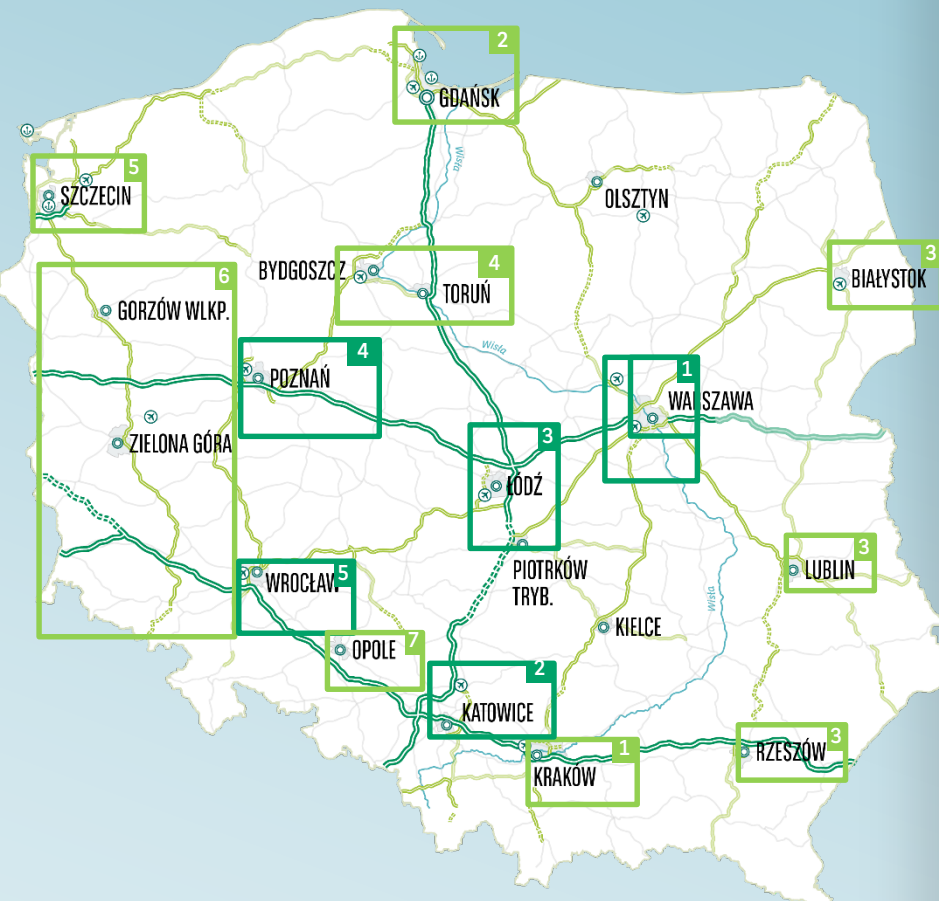 2
GDAŃSK
Wisła
5
SZCZECIN
OLSZTYN
6
GORZÓW WLKP.
BYDGOSZCZ
4
TORUŃ
3
BIAŁYSTOK
4
POZNAŃ
Wisła
1
WARSZAWA
ZIELONA GÓRA
3
ŁÓDŹ
PIOTRKÓW
TRYB.
3
LUBLIN
5
WROCŁAW
Wisła
KIELCE
7
OPOLE
2
KATOWICE
1
KRAKÓW
3
RZESZÓW